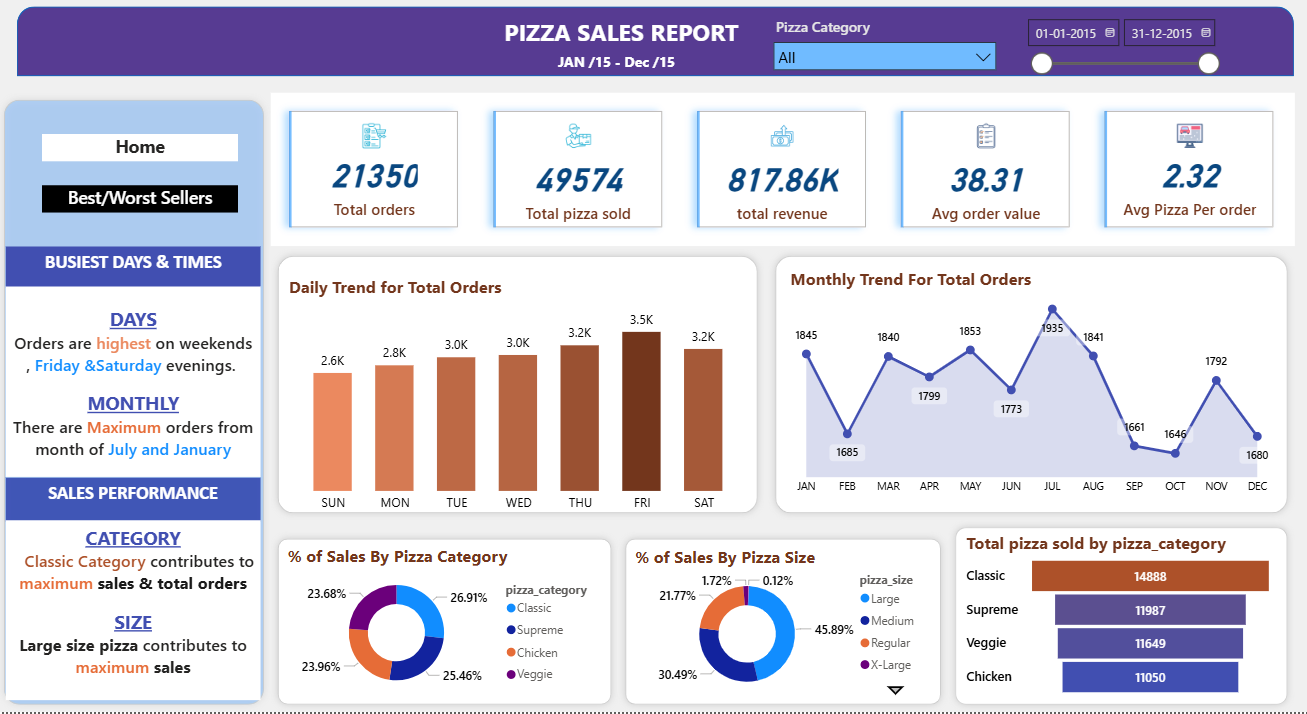 PIZZA SALES REPORT
JAN /15 - Dec /15
Pizza Category
All
01-01-2015
31-12-2015
Home
Best/Worst Sellers
BUSIEST DAYS & TIMES
DAYS
Orders are highest on weekends
, Friday &Saturday evenings.
MONTHLY
There are Maximum orders from
month of July and January
SALES PERFORMANCE
CATEGORY
Classic Category contributes to
maximum sales & total orders
SIZE
Large size pizza contributes to
maximum sales
21350
Total orders
49574
Total pizza sold
817.86K
total revenue
38.31
Avg order value
2.32
Avg Pizza Per order
Daily Trend for Total Orders
2.6K
2.8K
3.0K
3.0K
3.2K
3.5K
3.2K
SUN MON TUE WED THU FRI SAT
Monthly Trend For Total Orders
1845
1685
1840
1799
1853
1773
1935
1841
1661
1646
1792
1680
JAN FEB MAR APR MAY JUN JUL AUG SEP OCT NOV DEC
% of Sales By Pizza Category
23.68%
26.91%
23.96%
25.46%
pizza_category
Classic
Supreme
Chicken
Veggie
% of Sales By Pizza Size
1.72%
0.12%
21.77%
45.89%
30.49%
pizza_size
Large
Medium
Regular
X-Large
Total pizza sold by pizza_category
Classic 14888
Supreme 11987
Veggie 11649
Chicken 11050